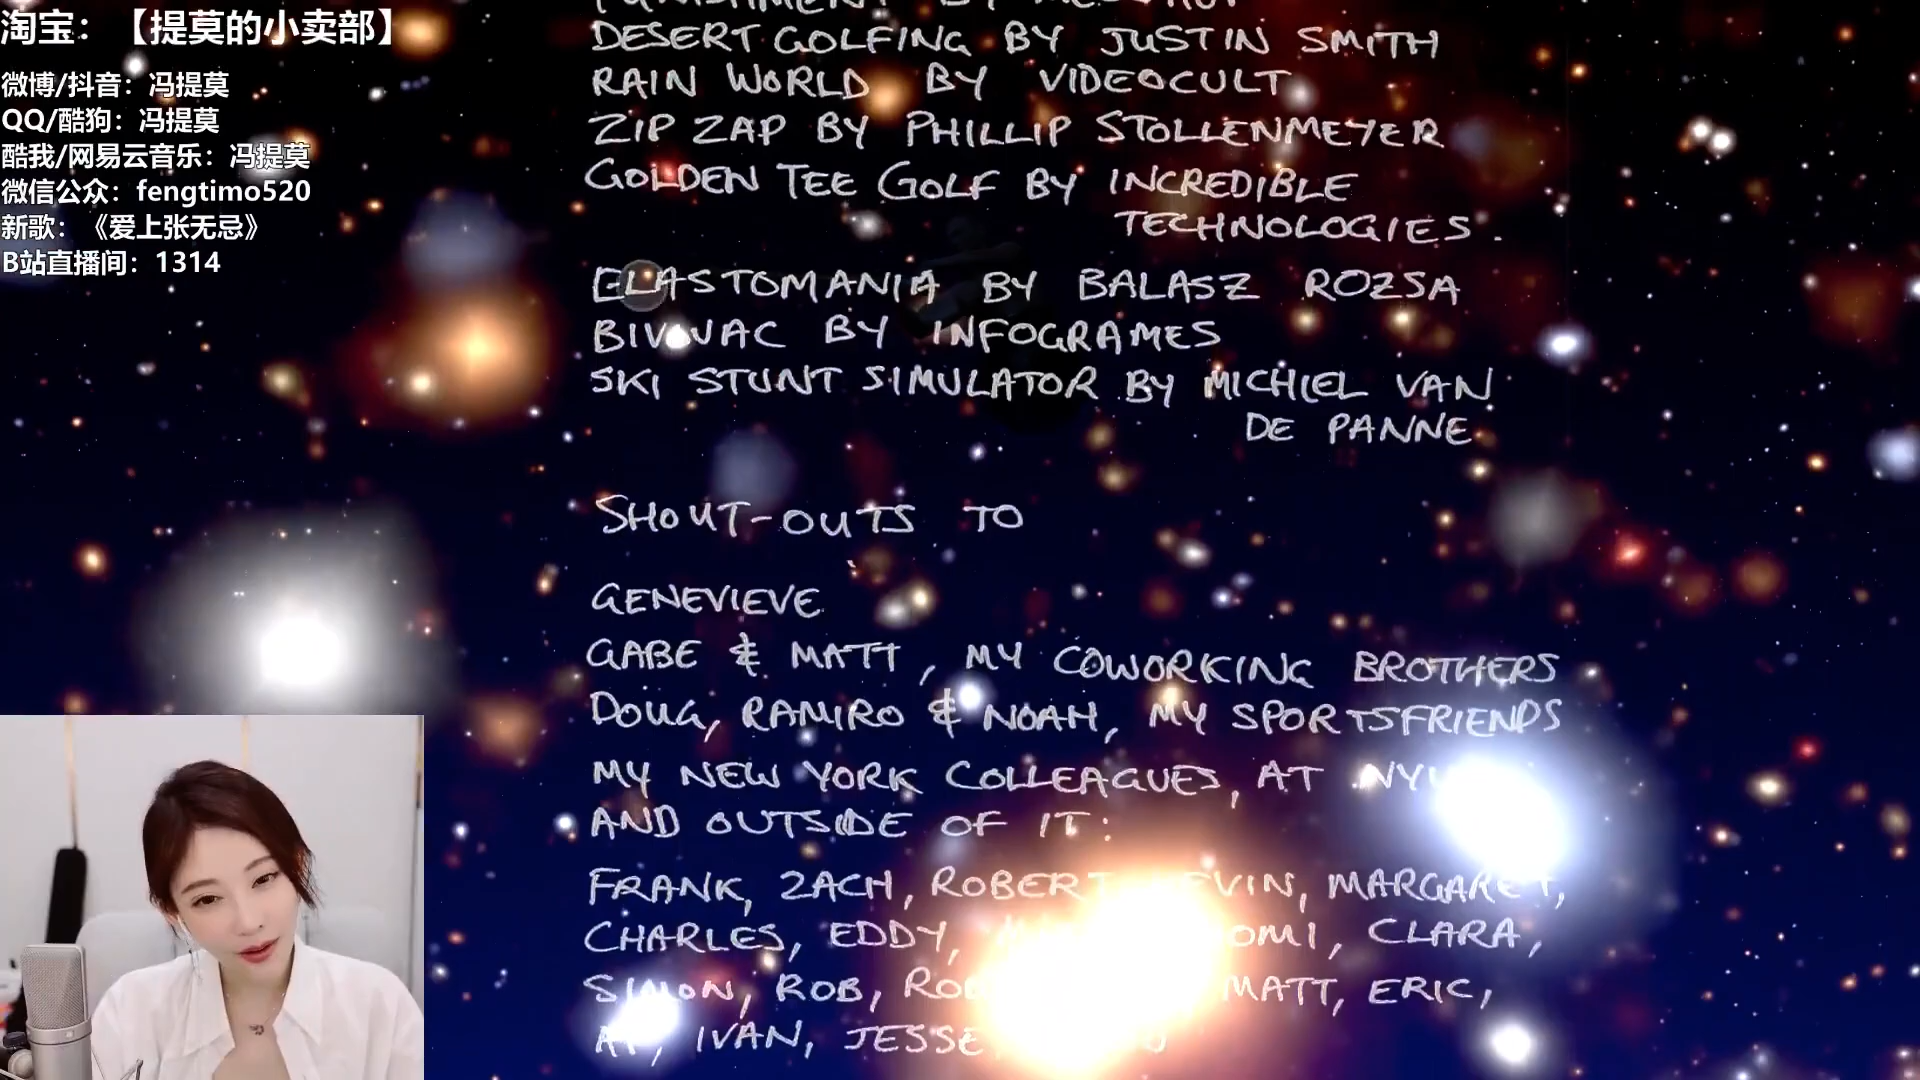 淘宝：【提莫的小卖部】
微博/抖音：冯提莫
QQ/酷狗：冯提莫
酷我/网易云音乐：冯提莫
微信公众：fengtimo520
新歌：《爱上张无忌》
B站直播间：1314
DESERT GOLFING BY JUSTIN SMITH
RAIN WORLD BY VIDEOCULT
ZIP ZAP BY PHILLIP STOLLENMEYER
GOLDEN TEE GOLF BY INCREDIBLE
TECHNOLOGIES.
ELASTOMANIA BY BALASZ ROZSA
BIVOUAC BY INFOGRAMES
SKI STUNT SIMULATOR BY MICHIEL VAN
DE PANNE
SHOUT-OUTS TO
GENEVIEVE
GABE & MATT, MY COWORKING BROTHERS
DOUG, RAMIRO & NOAH, MY SPORTSFRIENDS
MY NEW YORK COLLEAGUES, AT NYU
AND OUTSIDE OF IT:
FRANK, ZACH, ROBERT, MARGARET,
CHARLES, EDDY, CLARA,
SIMON, ROB, MATT, ERIC,
IVAN, JESSE